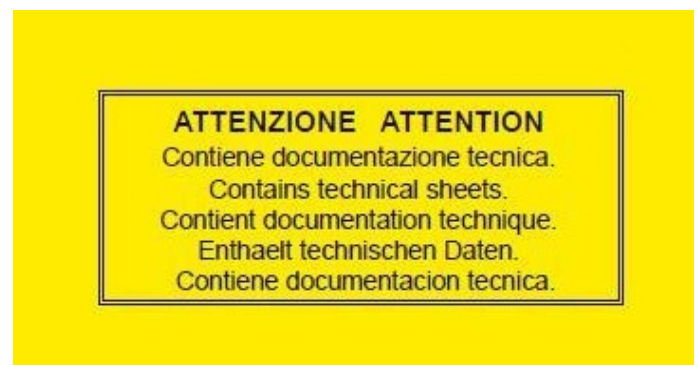 ATTENZIONE ATTENTION
Contiene documentazione tecnica.
Contains technical sheets.
Contient documentation technique.
Enthaelt technischen Daten.
Contiene documentacion tecnica.